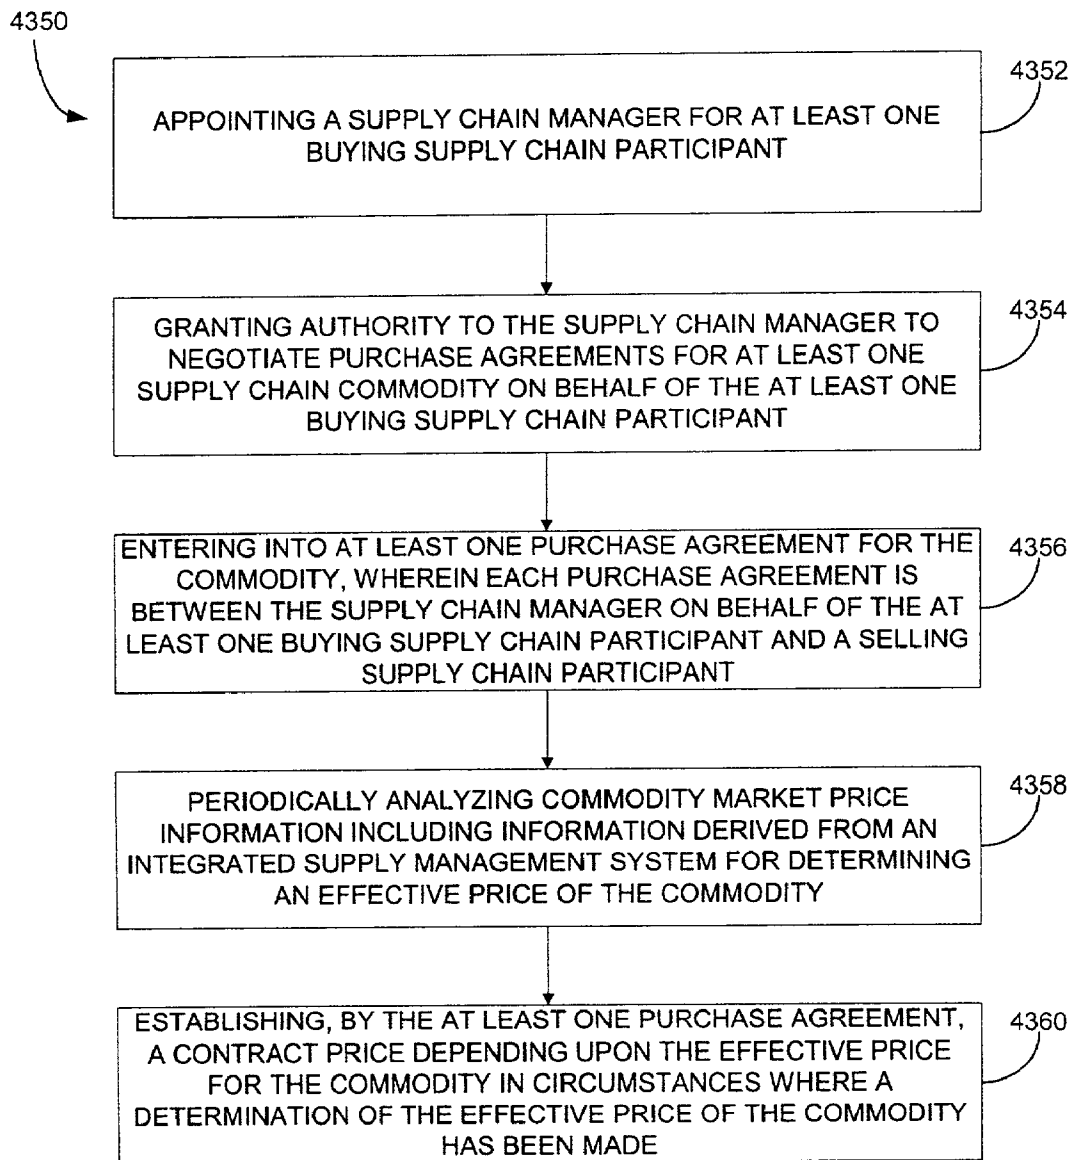 4350
4352
APPOINTING A SUPPLY CHAIN MANAGER FOR AT LEAST ONE
BUYING SUPPLY CHAIN PARTICIPANT
4354
GRANTING AUTHORITY TO THE SUPPLY CHAIN MANAGER TO
NEGOTIATE PURCHASE AGREEMENTS FOR AT LEAST ONE
SUPPLY CHAIN COMMODITY ON BEHALF OF THE AT LEAST ONE
BUYING SUPPLY CHAIN PARTICIPANT
4356
ENTERING INTO AT LEAST ONE PURCHASE AGREEMENT FOR THE
COMMODITY, WHEREIN EACH PURCHASE AGREEMENT IS
BETWEEN THE SUPPLY CHAIN MANAGER ON BEHALF OF THE AT
LEAST ONE BUYING SUPPLY CHAIN PARTICIPANT AND A SELLING
SUPPLY CHAIN PARTICIPANT
4358
PERIODICALLY ANALYZING COMMODITY MARKET PRICE
INFORMATION INCLUDING INFORMATION DERIVED FROM AN
INTEGRATED SUPPLY MANAGEMENT SYSTEM FOR DETERMINING
AN EFFECTIVE PRICE OF THE COMMODITY
4360
ESTABLISHING, BY THE AT LEAST ONE PURCHASE AGREEMENT,
A CONTRACT PRICE DEPENDING UPON THE EFFECTIVE PRICE
FOR THE COMMODITY IN CIRCUMSTANCES WHERE A
DETERMINATION OF THE EFFECTIVE PRICE OF THE COMMODITY
HAS BEEN MADE